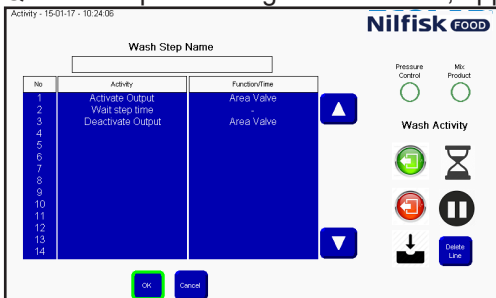 Activity - 15-01-17 - 10:24:06
Nilfisk FOOD
Wash Step Name
Pressure Control
Mix Product
No Activity Function/Time
1 Activate Output Area Valve
2 Wait step time -
3 Deactivate Output Area Valve
4
5
6
7
8
9
10
11
12
13
14
Wash Activity
Delete Line
OK Cancel